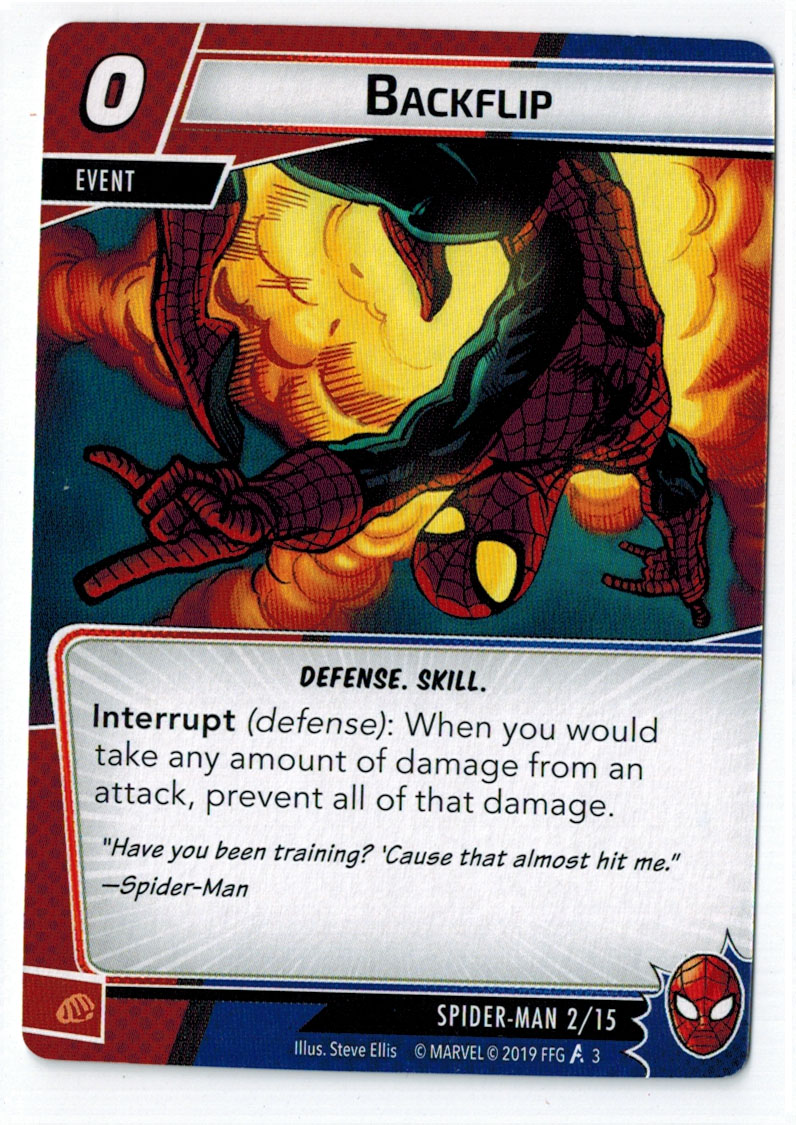 0
BACKFLIP
EVENT
DEFENSE. SKILL.
Interrupt (defense): When you would
take any amount of damage from an
attack, prevent all of that damage.
"Have you been training? 'Cause that almost hit me."
—Spider-Man
SPIDER-MAN 2/15
Illus. Steve Ellis © MARVEL © 2019 FFG 3